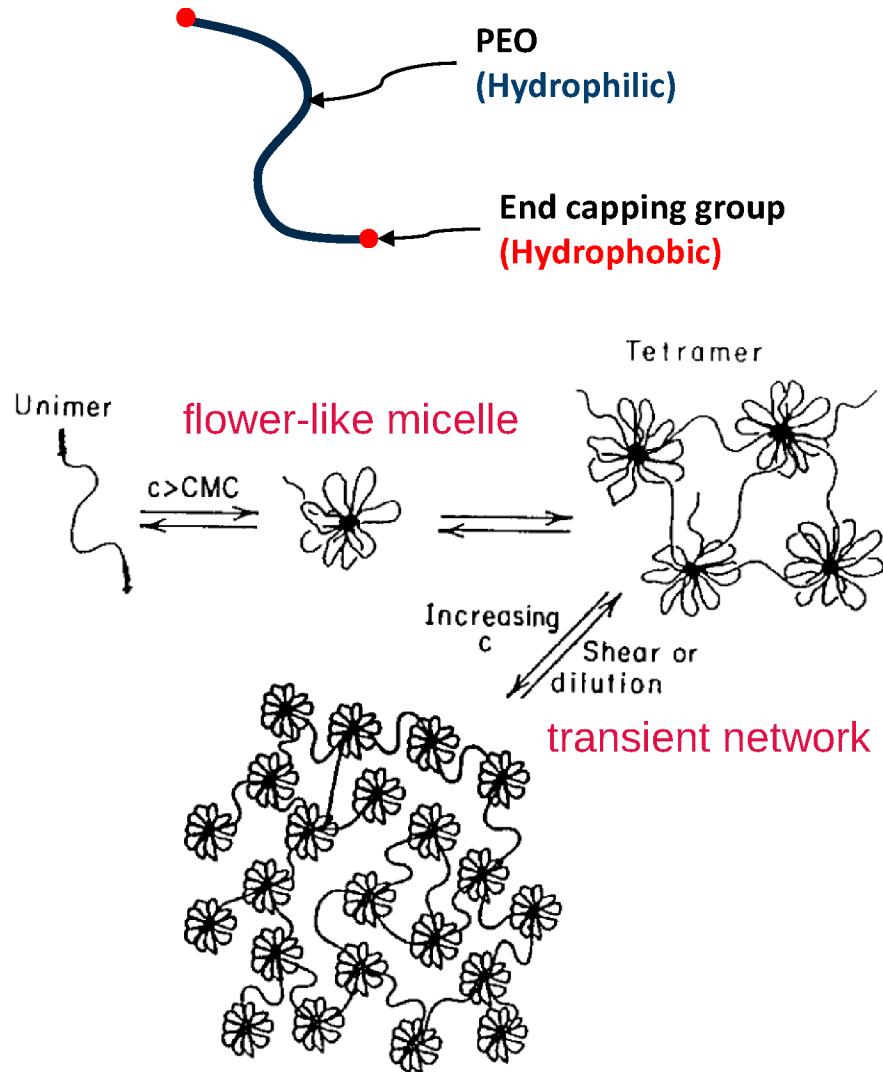 PEO
(Hydrophilic)
End capping group
(Hydrophobic)
Tetramer
Unimer
flower-like micelle
c>CMC
Increasing
c
Shear or
dilution
transient network